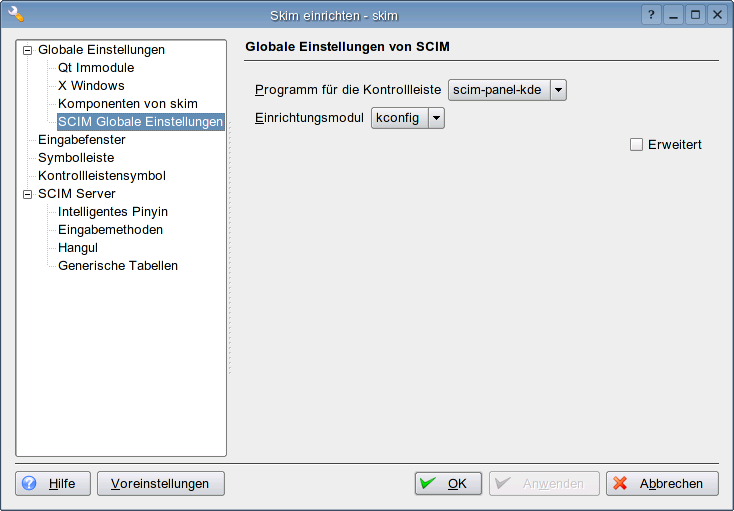 Skim einrichten - skim
Globale Einstellungen
Qt Immodule
X Windows
Komponenten von skim
SCIM Globale Einstellungen
Eingabefenster
Symbolleiste
Kontrollleistensymbol
SCIM Server
Intelligentes Pinyin
Eingabemethoden
Hangul
Generische Tabellen
Globale Einstellungen von SCIM
Programm für die Kontrollleiste scim-panel-kde
Einrichtungsmodul kconfig
Erweitert
Hilfe Voreinstellungen OK Anwenden Abbrechen